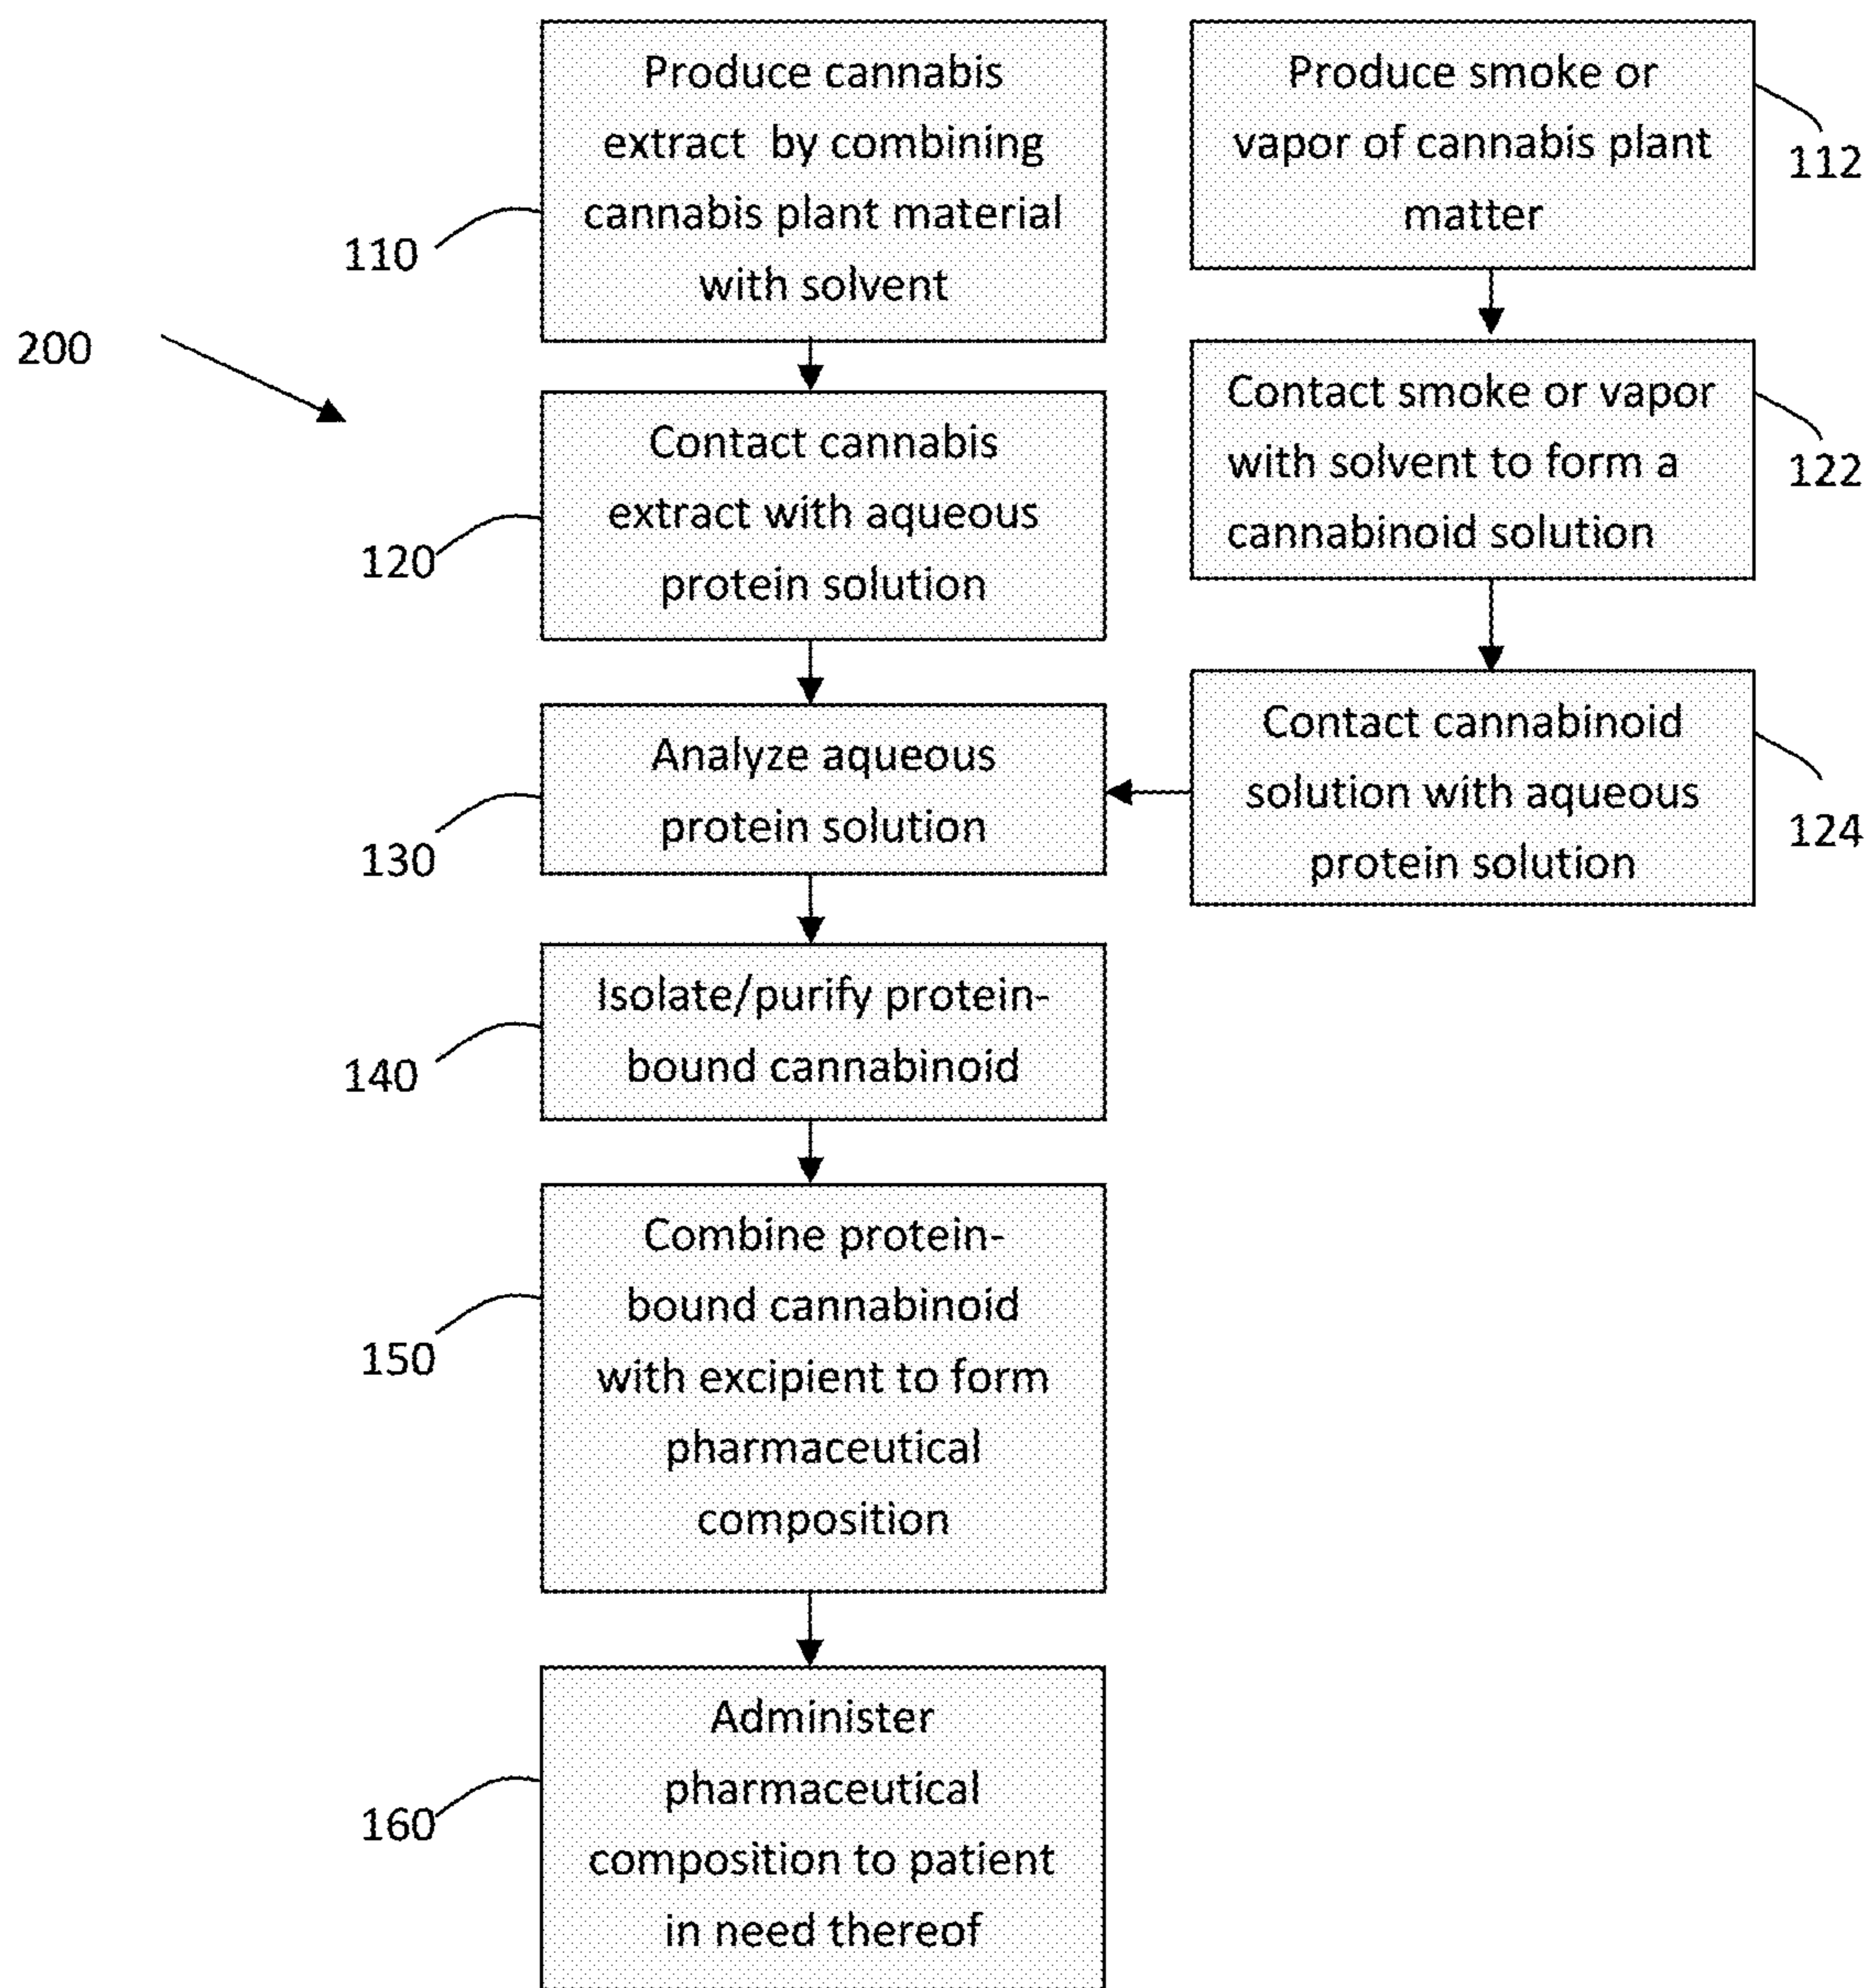 Produce cannabis
extract by combining
cannabis plant material
with solvent
110
200
Contact cannabis
extract with aqueous
protein solution
120
Analyze aqueous
protein solution
130
Isolate/purify protein-
bound cannabinoid
140
Combine protein-
bound cannabinoid
with excipient to form
pharmaceutical
composition
150
Administer
pharmaceutical
composition to patient
in need thereof
160
Produce smoke or
vapor of cannabis plant
matter
112
Contact smoke or vapor
with solvent to form a
cannabinoid solution
122
Contact cannabinoid
solution with aqueous
protein solution
124